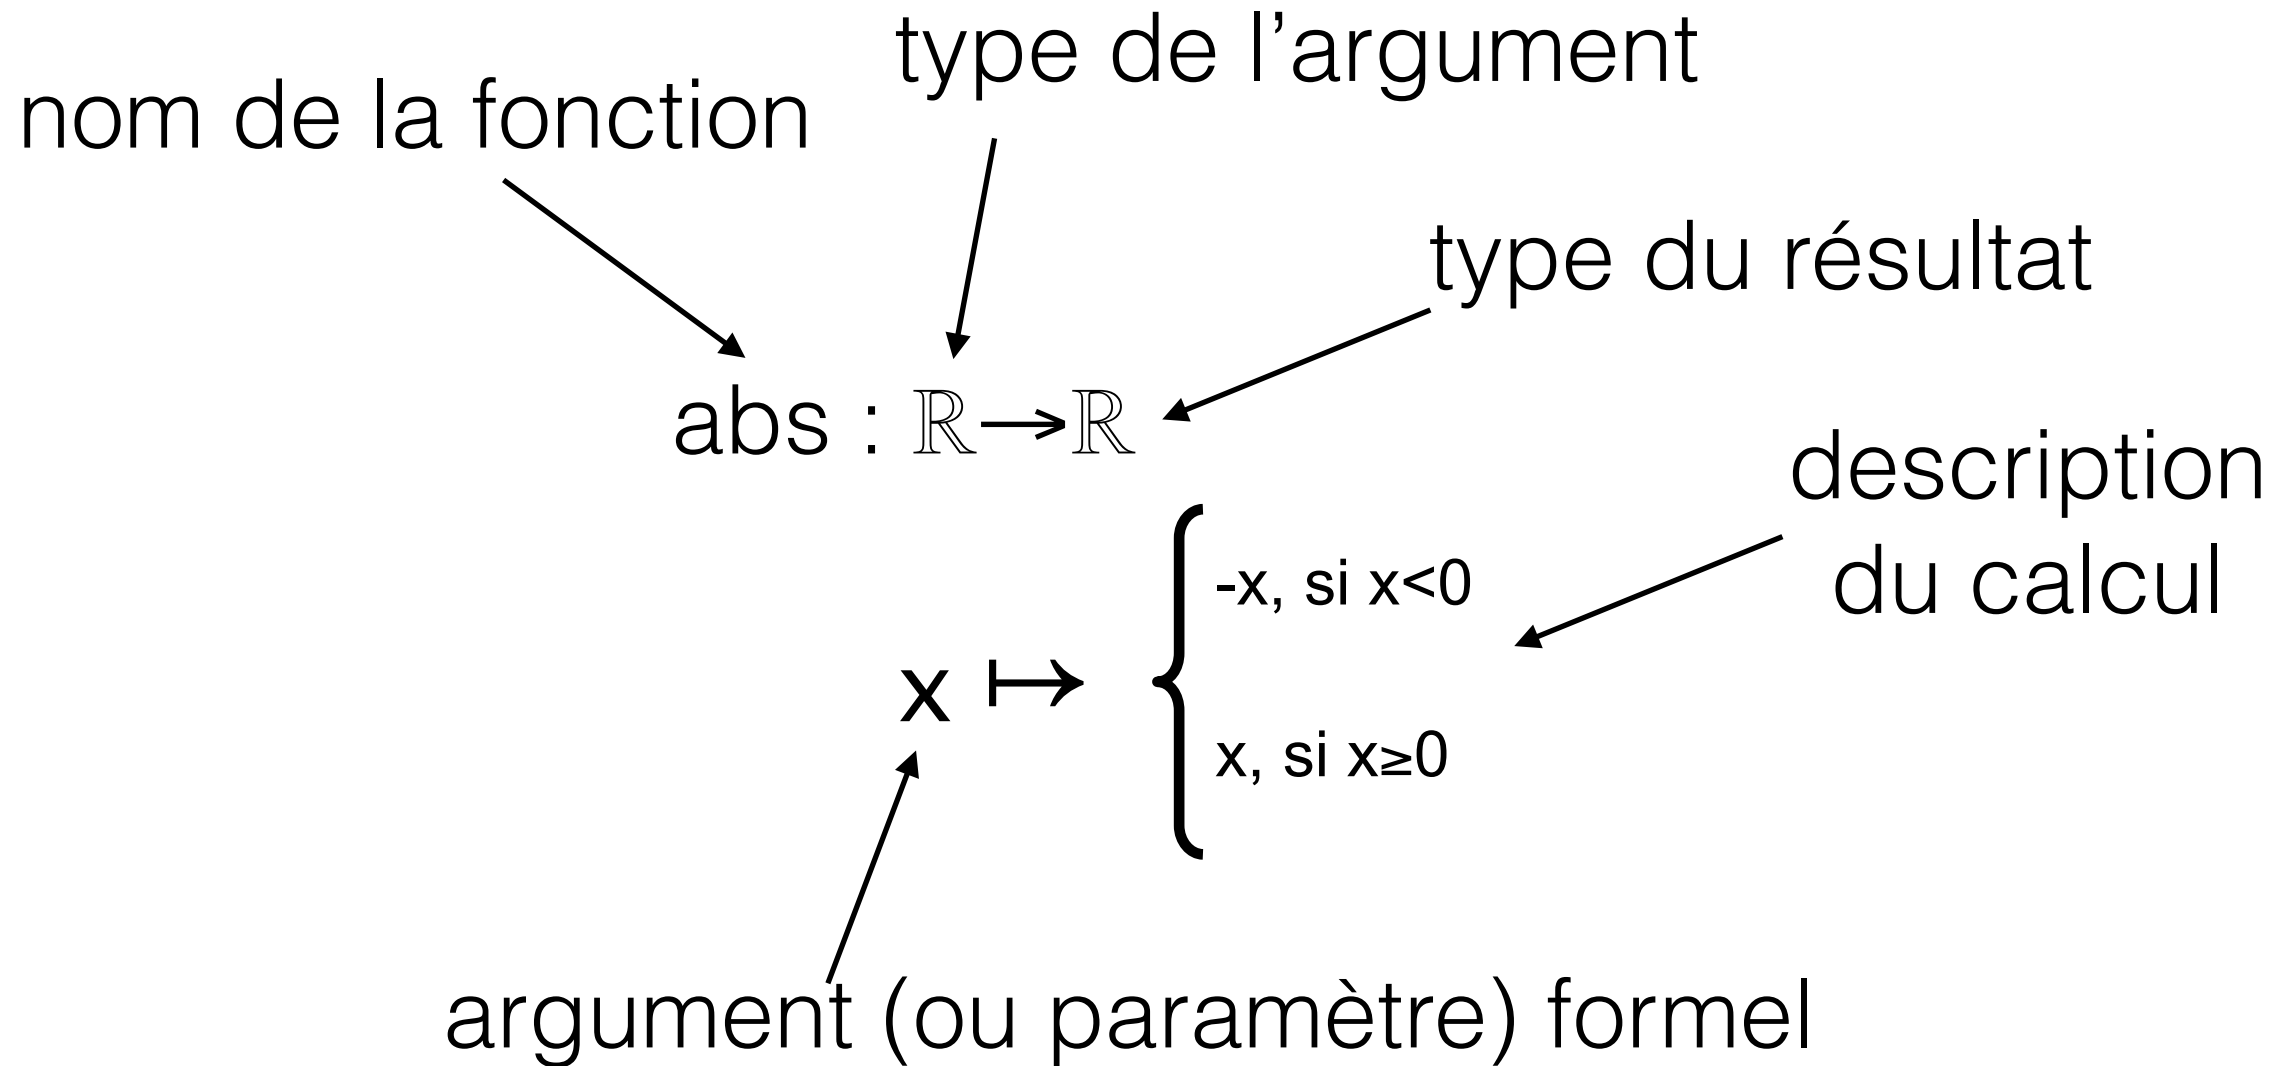 type de l’argument
nom de la fonction
type du résultat
abs : ℝ→ℝ
description
du calcul
-x, si x<0
x ↦
x, si x≥0
argument (ou paramètre) formel